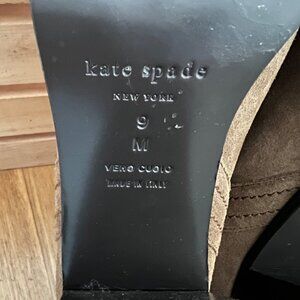 kate spade
NEW YORK
9 ½
M
VERO CUOIO
MADE IN ITALY